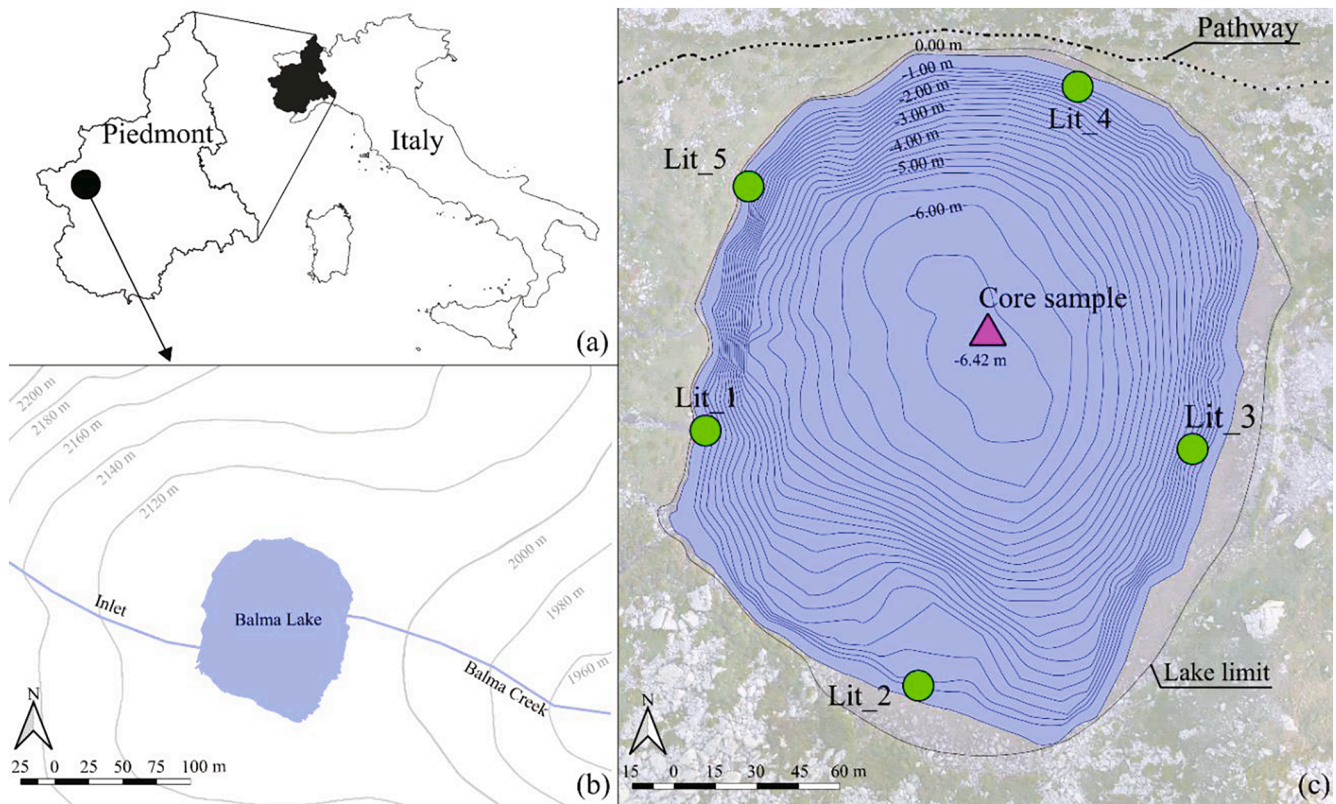 Piedmont
Italy
(a)
2200 m
2180 m
2160 m
2140 m
2120 m
2000 m
1980 m
1960 m
Inlet
Balma Lake
Balma Creek
N
25 0 25 50 75 100 m
(b)
Pathway
0.00 m
-1.00 m
-2.00 m
-3.00 m
-4.00 m
-5.00 m
-6.00 m
Lit_4
Lit_5
Core sample
-6.42 m
Lit_1
Lit_3
Lit_2
Lake limit
N
15 0 15 30 45 60 m
(c)